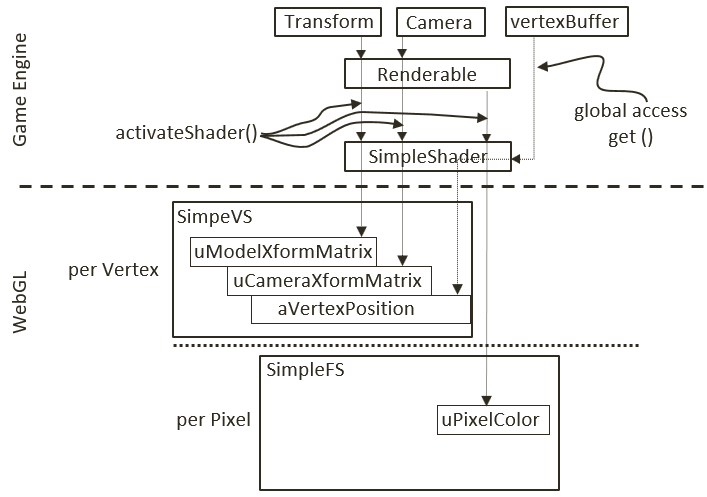 Transform
Camera
vertexBuffer
Game Engine
Renderable
activateShader()
global access
get ()
SimpleShader
SimpeVS
uModelXformMatrix
per Vertex
uCameraXformMatrix
aVertexPosition
WebGL
SimpleFS
per Pixel
uPixelColor